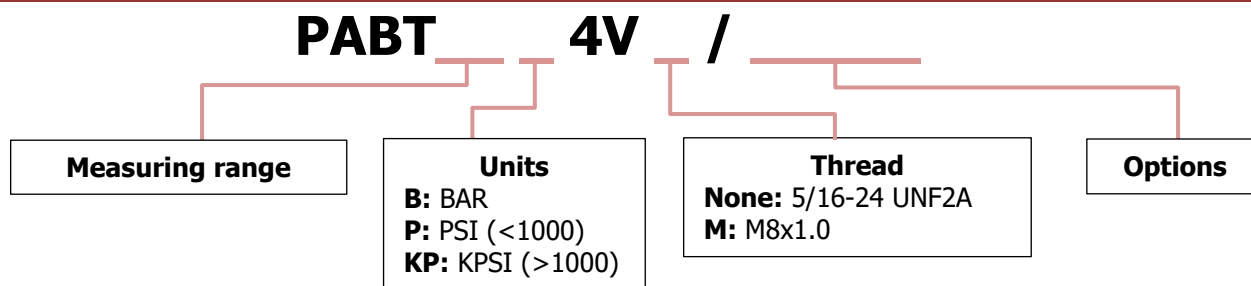 PABT 4V /
Measuring range
Units
B: BAR
P: PSI (<1000)
KP: KPSI (>1000)
Thread
None: 5/16-24 UNF2A
M: M8x1.0
Options